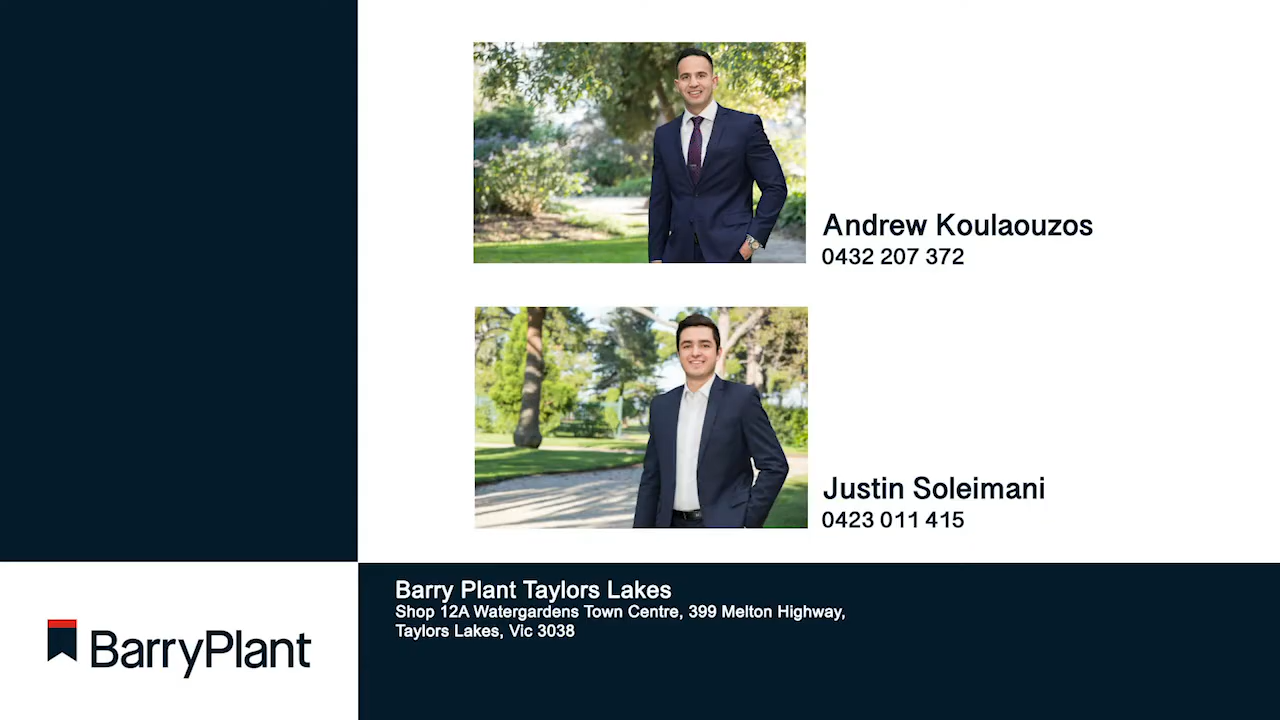 Andrew Koulaouzos
0432 207 372
Justin Soleimani
0423 011 415
Barry Plant Taylors Lakes
Shop 12A Watergardens Town Centre, 399 Melton Highway,
Taylors Lakes, Vic 3038
BarryPlant